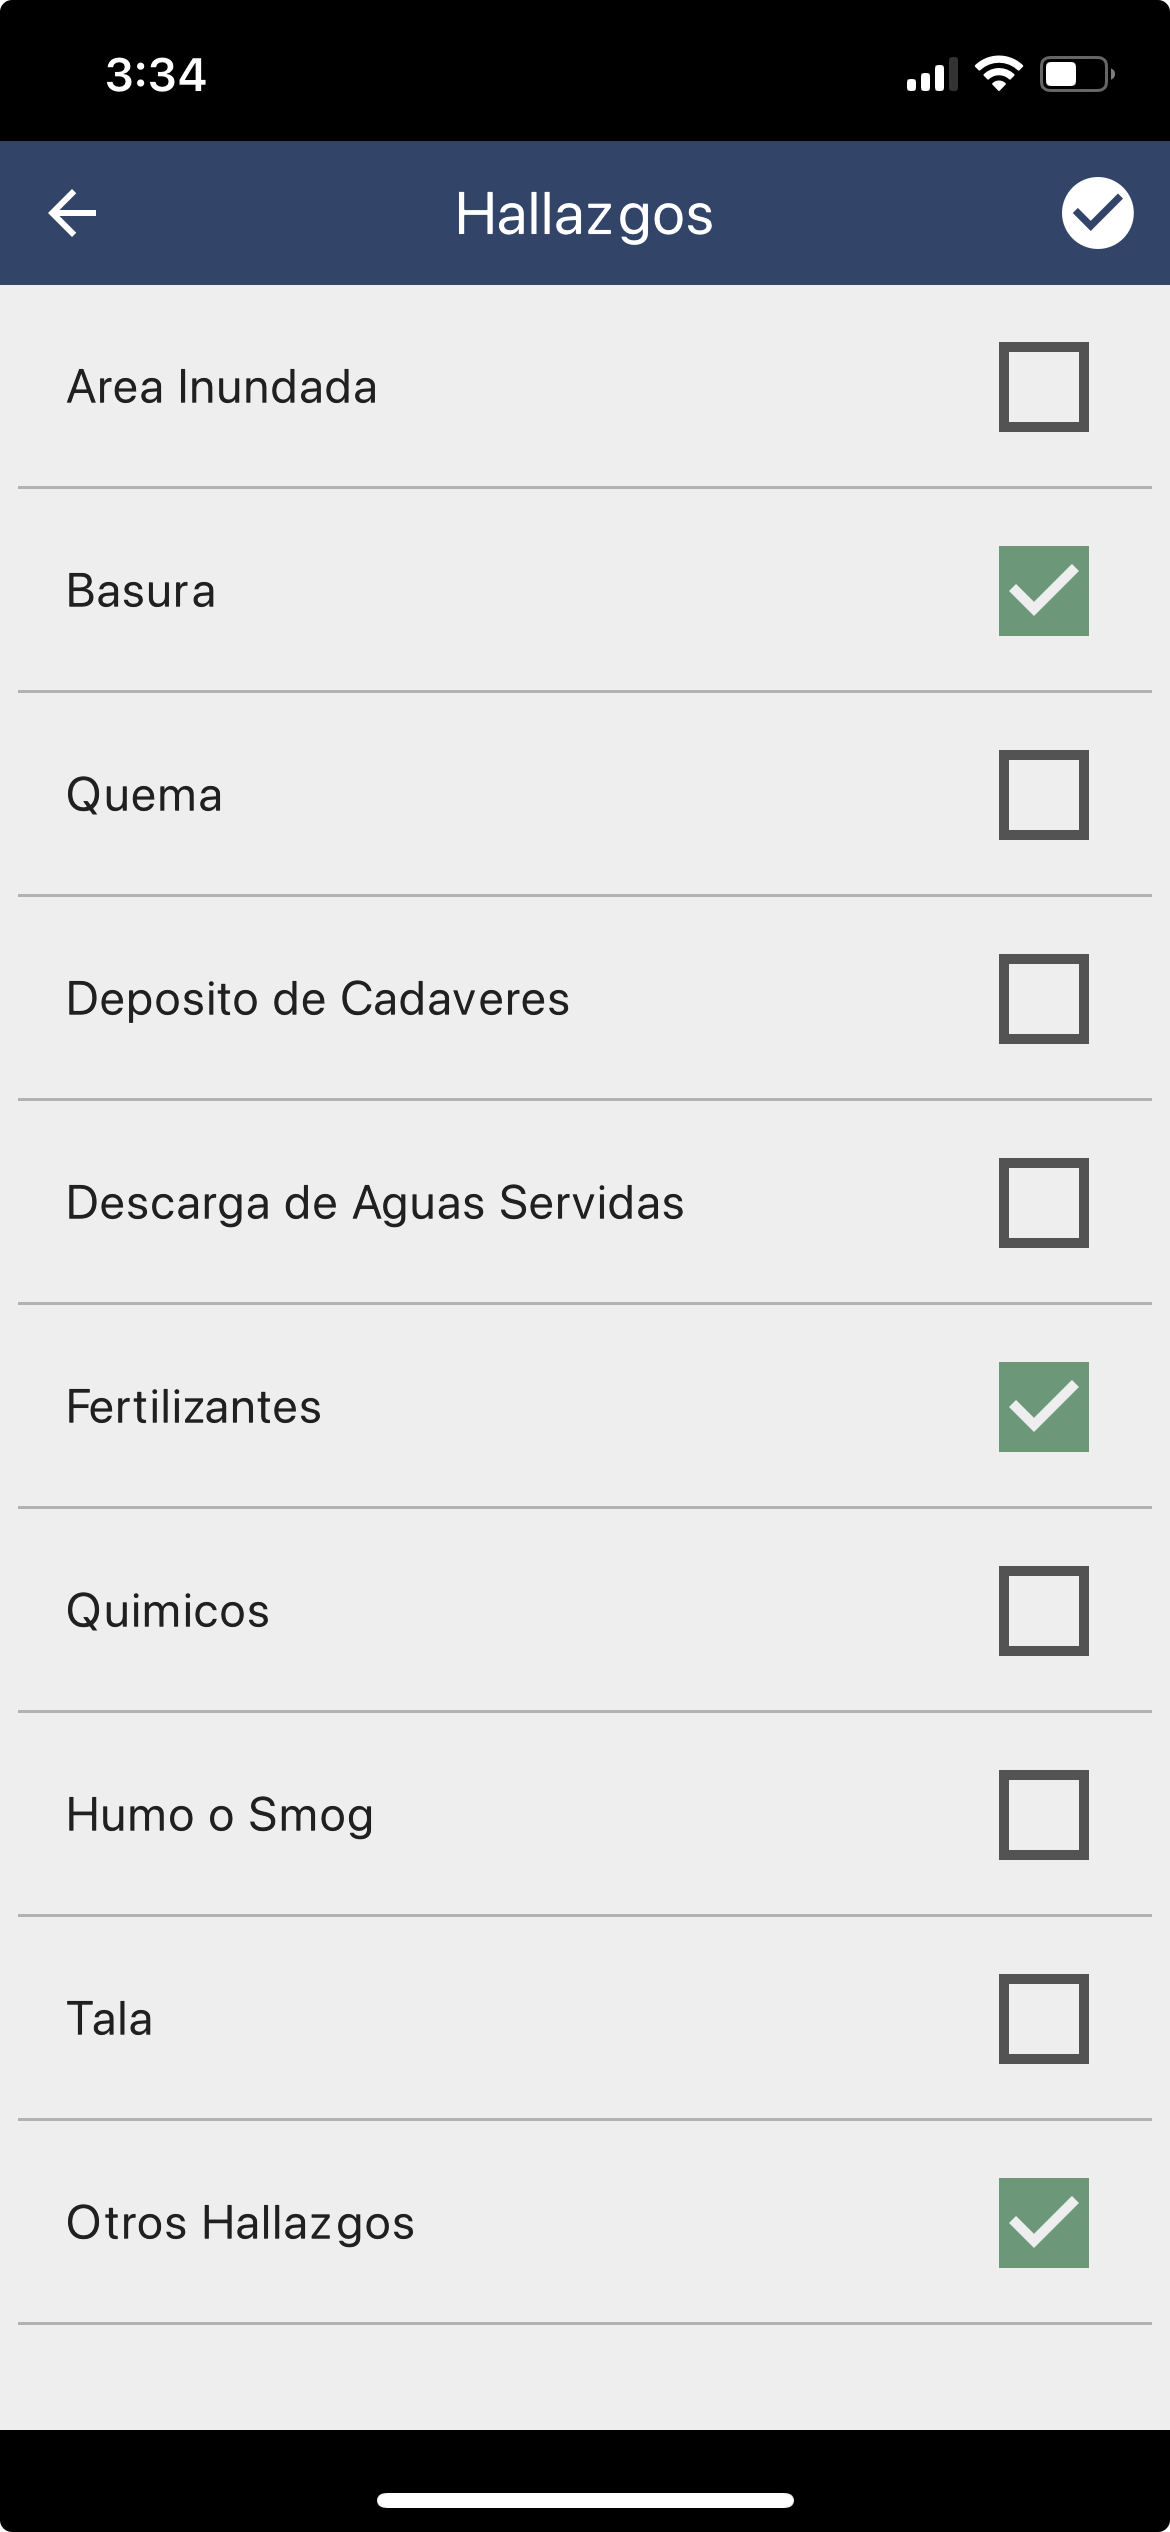 3:34
Hallazgos
Area Inundada
Basura
Quema
Deposito de Cadaveres
Descarga de Aguas Servidas
Fertilizantes
Quimicos
Humo o Smog
Tala
Otros Hallazgos